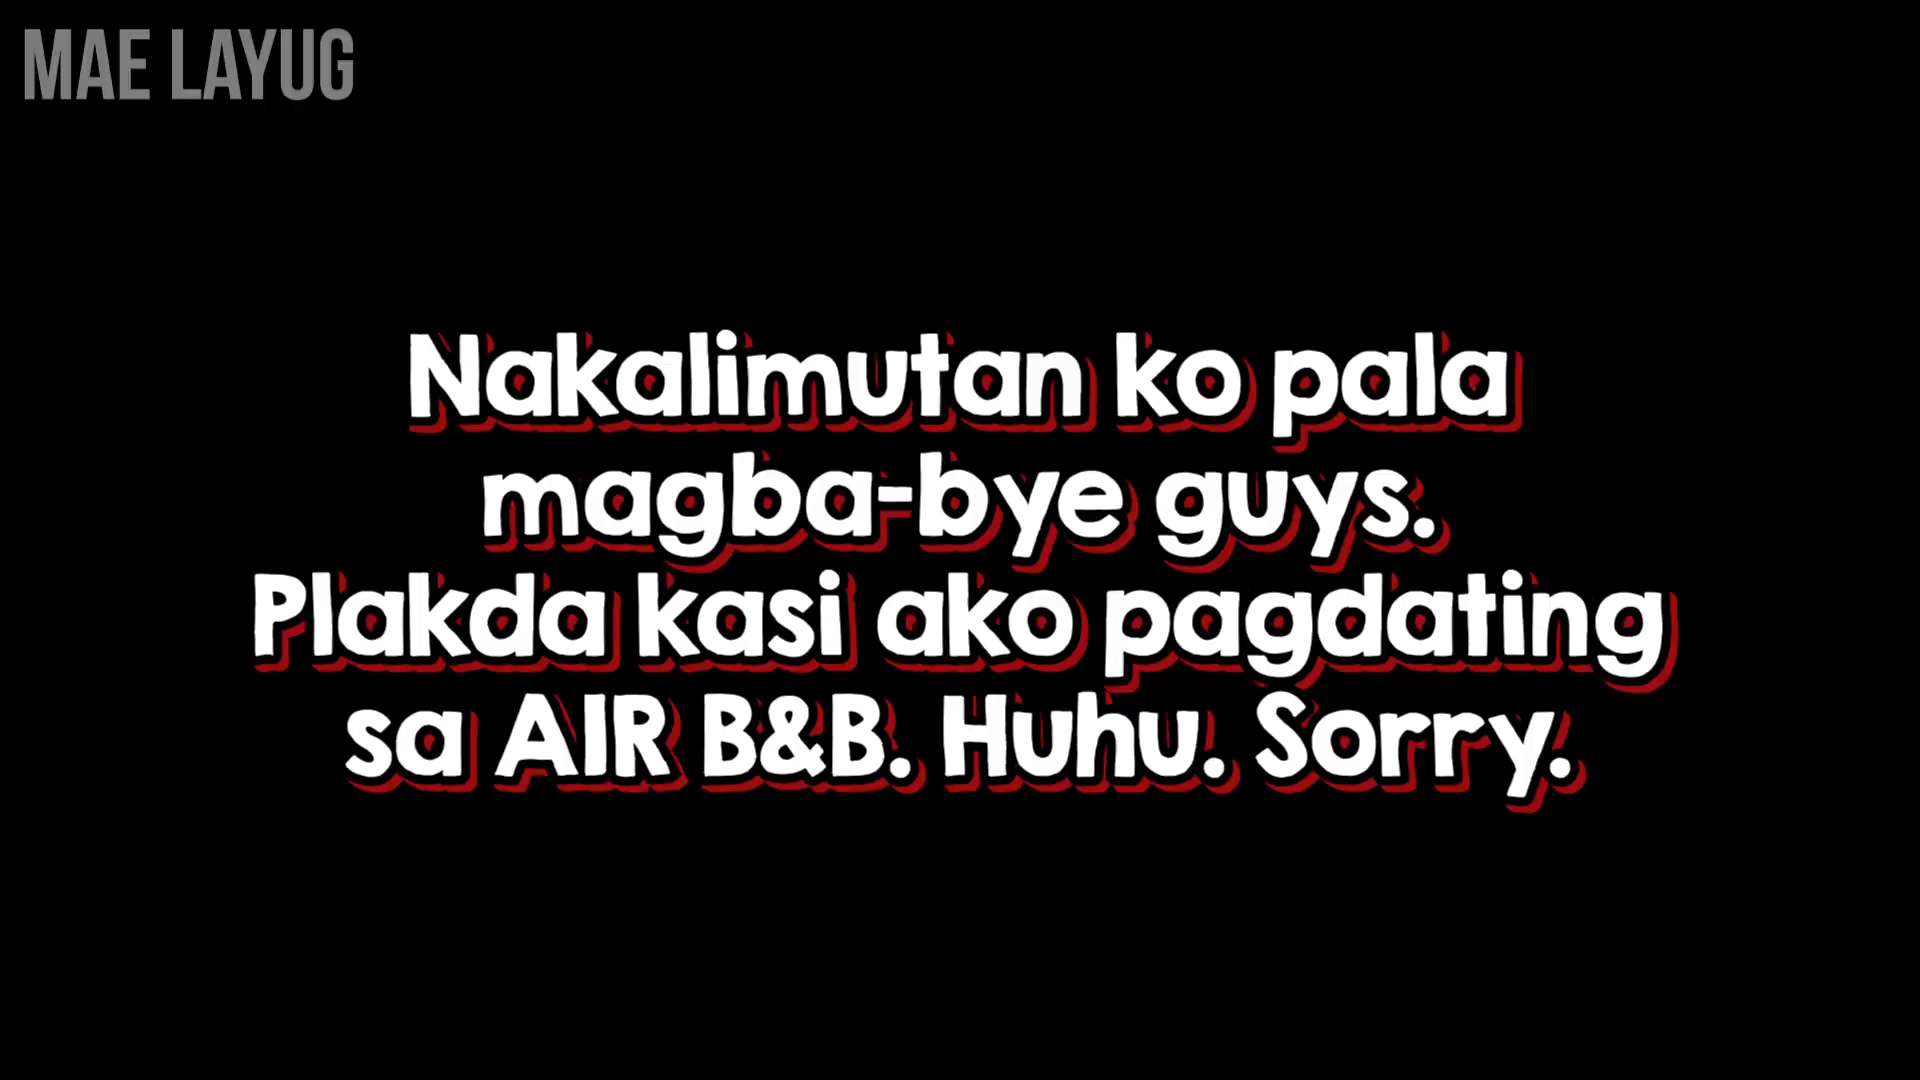 MAE LAYUG
Nakalimutan ko pala
magba-bye guys.
Plakda kasi ako pagdating
sa AIR B&B. Huhu. Sorry.